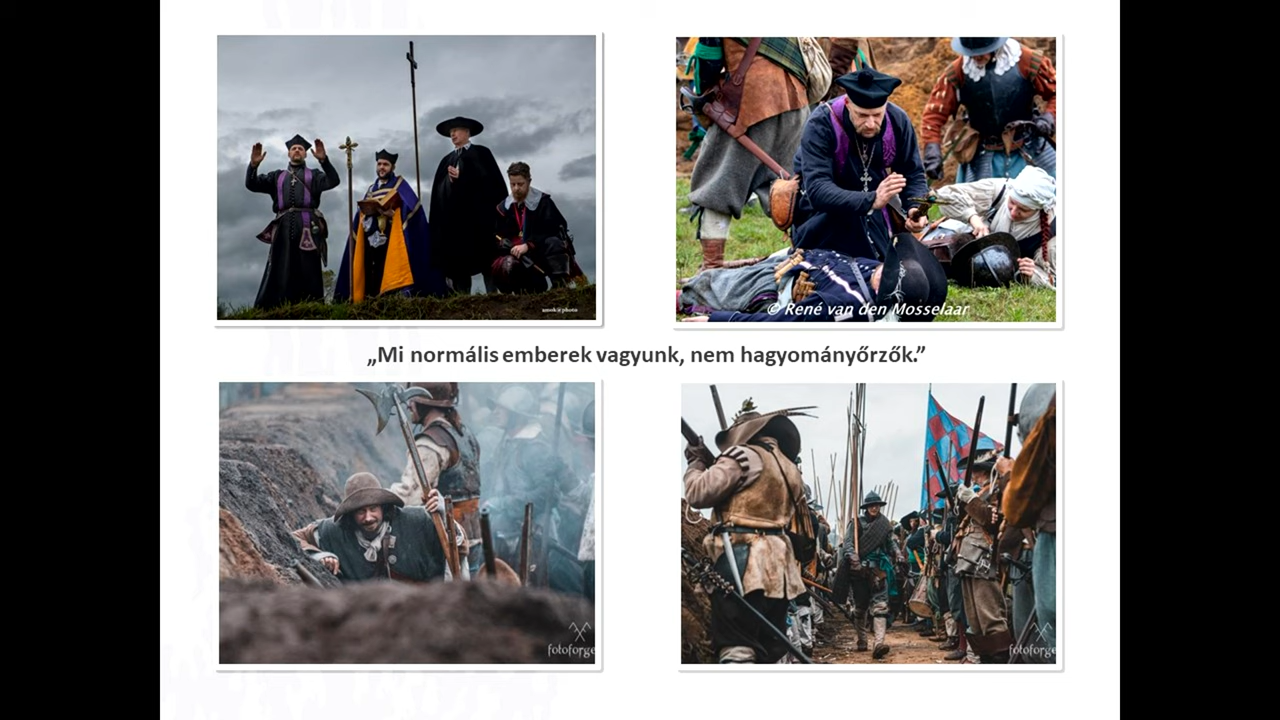 © René van den Mosselaar
„Mi normális emberek vagyunk, nem hagyományőrzők.”
fotoforge
fotoforge